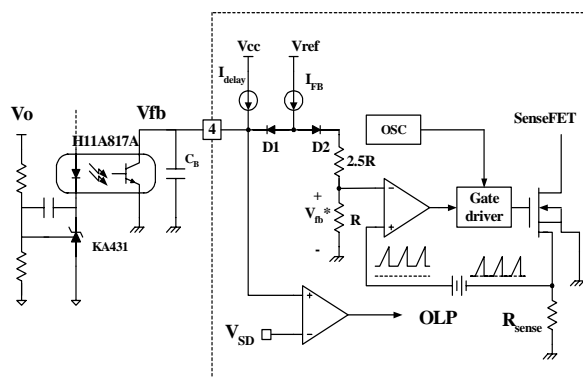 Vcc
Vref
I_delay
I_FB
Vo
Vfb
H11A817A
4
C_B
D1
D2
2.5R
OSC
SenseFET
+
V_fb*
-
R
-
+
Gate
driver
KA431
+
-
V_SD
OLP
R_sense